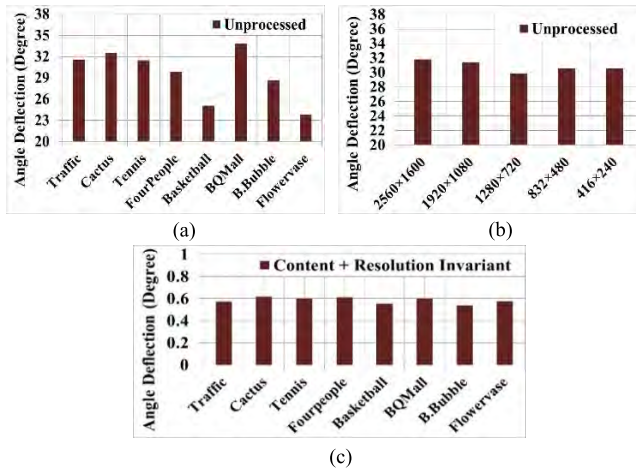 Unprocessed
Angle Deflection (Degree)
38
35
32
29
26
23
20
Traffic
Cactus
Tennis
FourPeople
Basketball
BQMall
B.Bubble
Flowervase
(a)
Unprocessed
Angle Deflection (Degree)
38
36
34
32
30
28
26
24
22
20
2560×1600
1920×1080
1280×720
832×480
416×240
(b)
Content + Resolution Invariant
Angle Deflection (Degree)
1
0.8
0.6
0.4
0.2
0
Traffic
Cactus
Tennis
Fourpeople
Basketball
BQMall
B.Bubble
Flowervase
(c)